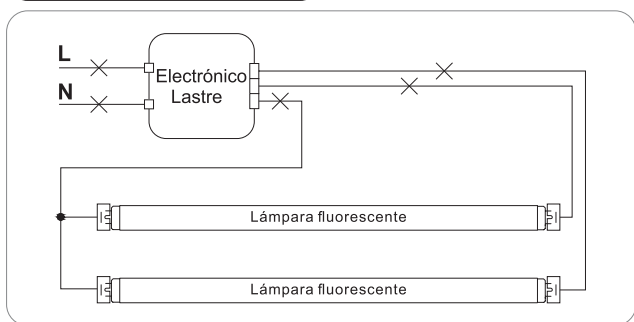 L
N
Electrónico
Lastre
Lámpara fluorescente
Lámpara fluorescente